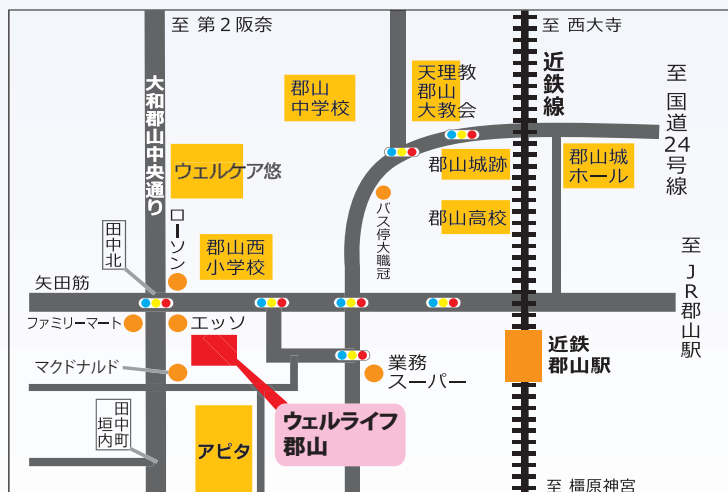 至 第2阪奈
至 西大寺
近鉄線
至 国道24号線
天理教
郡山
大教会
郡山
中学校
大和郡山中央通り
ウェルケア悠
郡山城跡
郡山城
ホール
バス停大職冠
郡山高校
ローソン
田中北
郡山西
小学校
至 JR郡山駅
矢田筋
ファミリーマート
エッソ
マクドナルド
業務
スーパー
近鉄
郡山駅
田中町
垣内
アピタ
ウェルライフ
郡山
至 橿原神宮